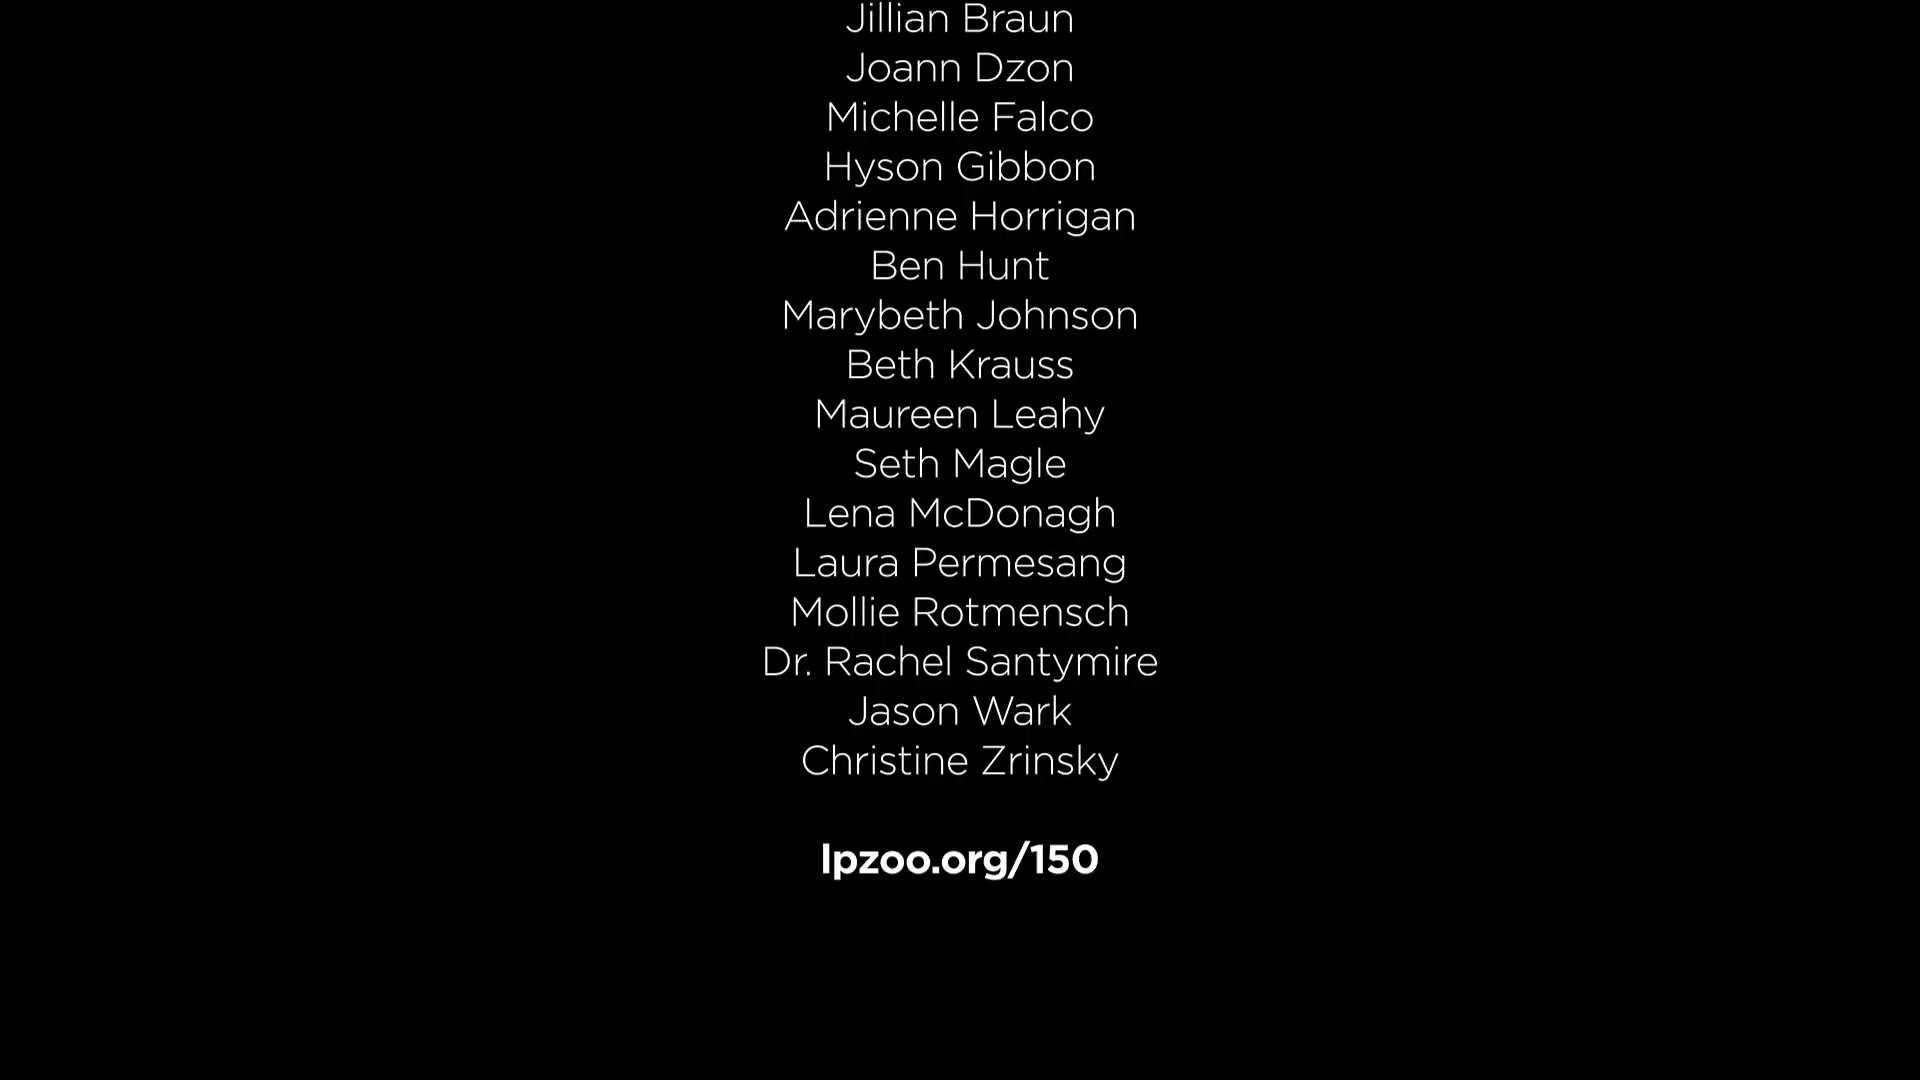 Jillian Braun
Joann Dzon
Michelle Falco
Hyson Gibbon
Adrienne Horrigan
Ben Hunt
Marybeth Johnson
Beth Krauss
Maureen Leahy
Seth Magle
Lena McDonagh
Laura Permesang
Mollie Rotmensch
Dr. Rachel Santymire
Jason Wark
Christine Zrinsky
lpzoo.org/150